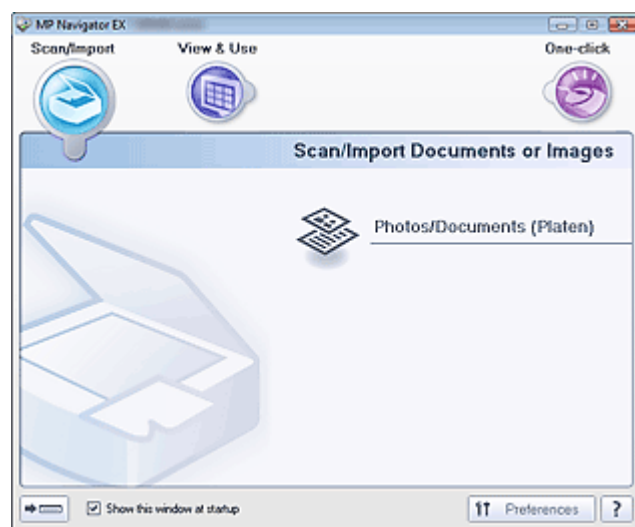 MP Navigator EX
Scan/Import
View & Use
One-click
Scan/Import Documents or Images
Photos/Documents (Platen)
Show this window at startup
Preferences
?